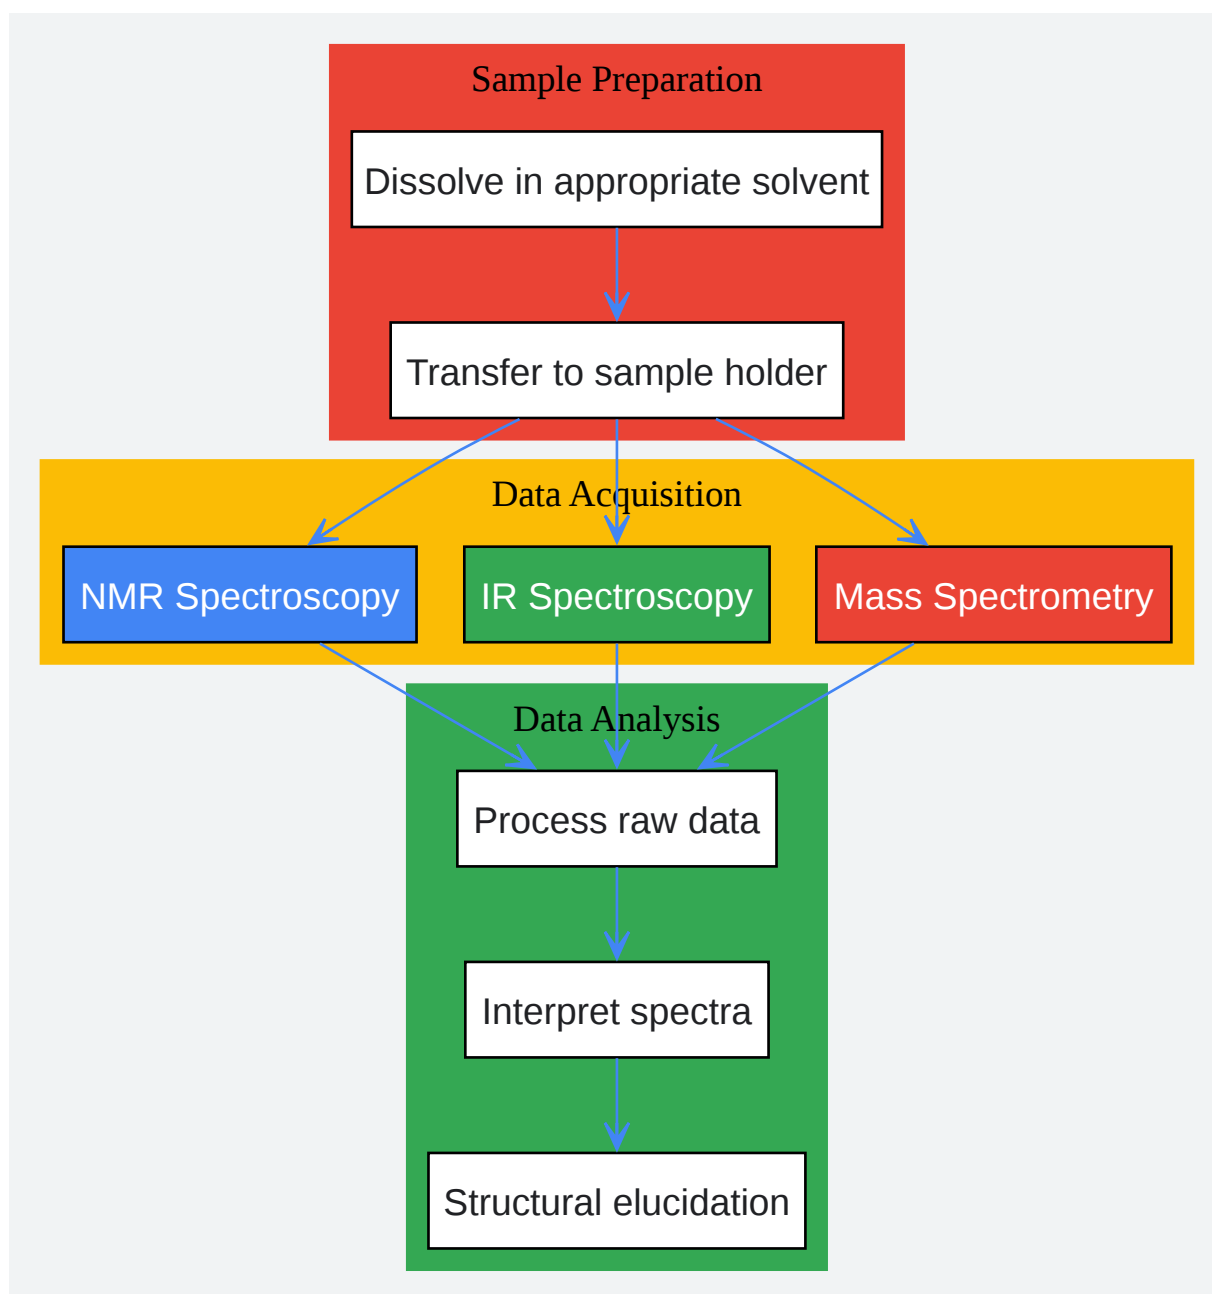 Sample Preparation
Dissolve in appropriate solvent
Transfer to sample holder
Data Acquisition
NMR Spectroscopy
IR Spectroscopy
Mass Spectrometry
Data Analysis
Process raw data
Interpret spectra
Structural elucidation